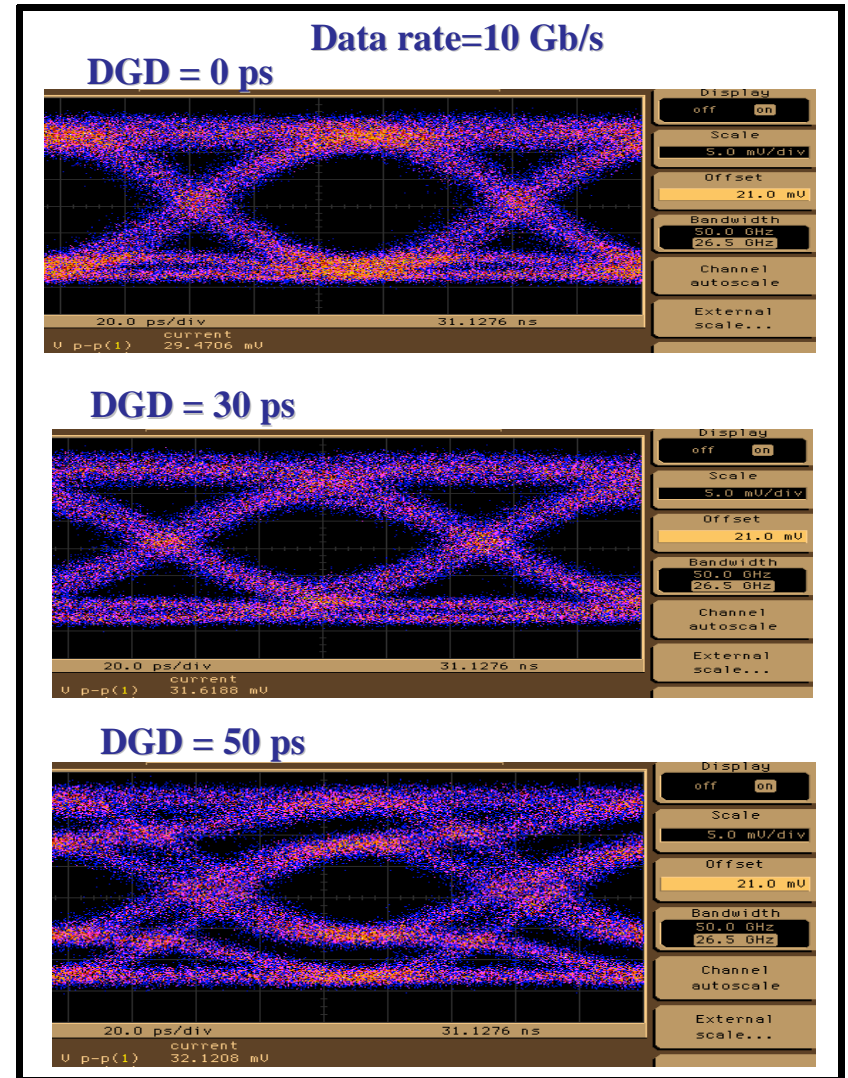 Data rate=10 Gb/s
DGD = 0 ps
Display
off on
Scale
5.0 mV/div
Offset
21.0 mV
Bandwidth
50.0 GHz
26.5 GHz
Channel
autoscale
External
scale...
20.0 ps/div 31.1276 ns
current
V p-p(1) 29.4706 mV
DGD = 30 ps
Display
off on
Scale
5.0 mV/div
Offset
21.0 mV
Bandwidth
50.0 GHz
26.5 GHz
Channel
autoscale
External
scale...
20.0 ps/div 31.1276 ns
current
V p-p(1) 31.6188 mV
DGD = 50 ps
Display
off on
Scale
5.0 mV/div
Offset
21.0 mV
Bandwidth
50.0 GHz
26.5 GHz
Channel
autoscale
External
scale...
20.0 ps/div 31.1276 ns
current
V p-p(1) 32.1208 mV